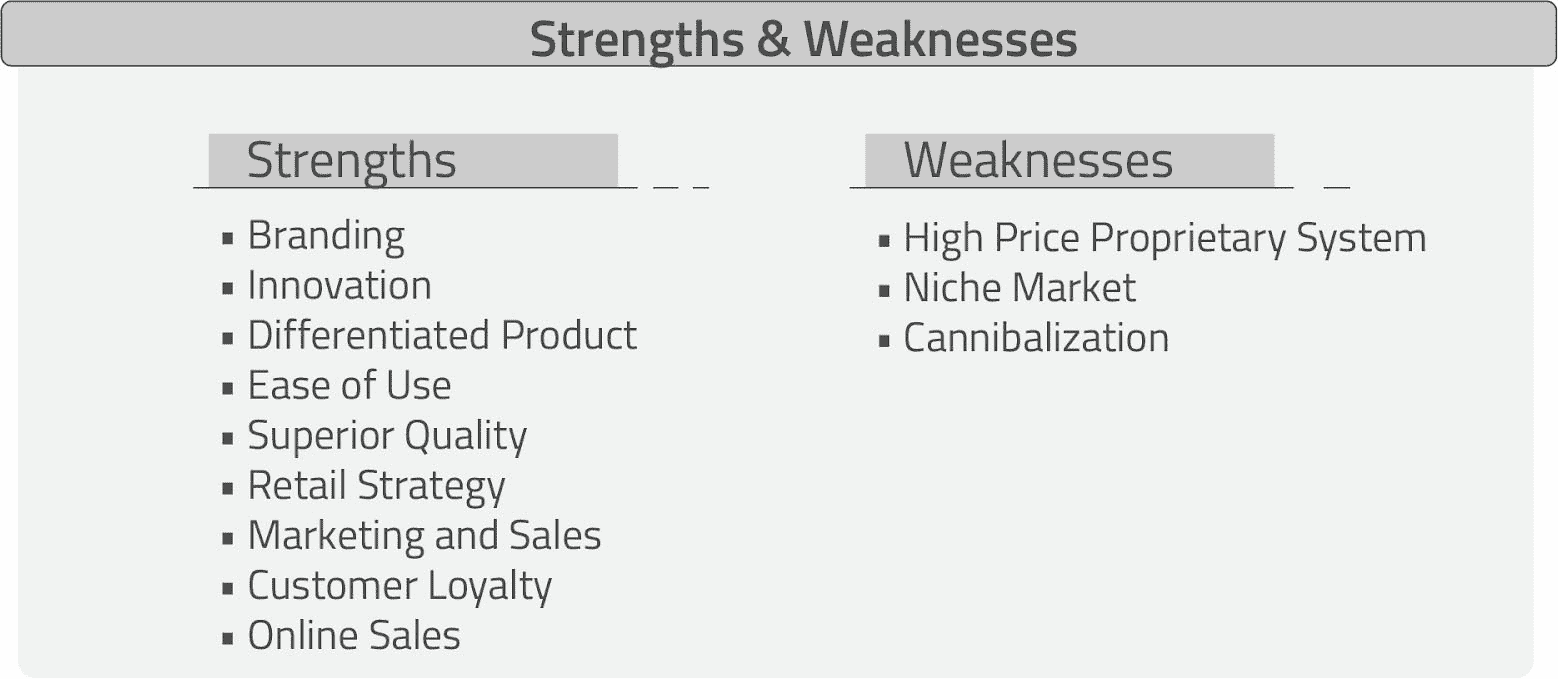 Strengths & Weaknesses
Strengths
▪ Branding
▪ Innovation
▪ Differentiated Product
▪ Ease of Use
▪ Superior Quality
▪ Retail Strategy
▪ Marketing and Sales
▪ Customer Loyalty
▪ Online Sales
Weaknesses
▪ High Price Proprietary System
▪ Niche Market
▪ Cannibalization